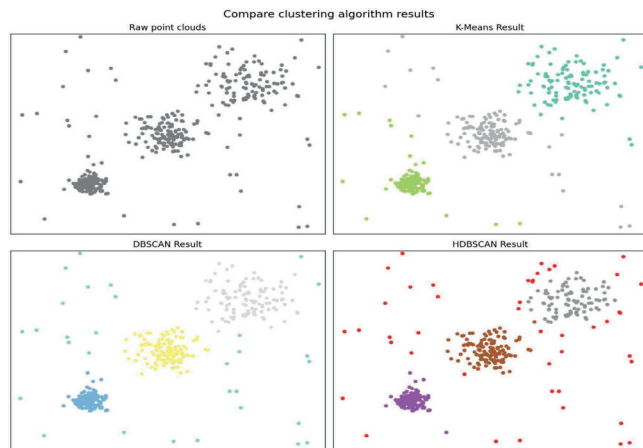 Compare clustering algorithm results
Raw point clouds
K-Means Result
DBSCAN Result
HDBSCAN Result